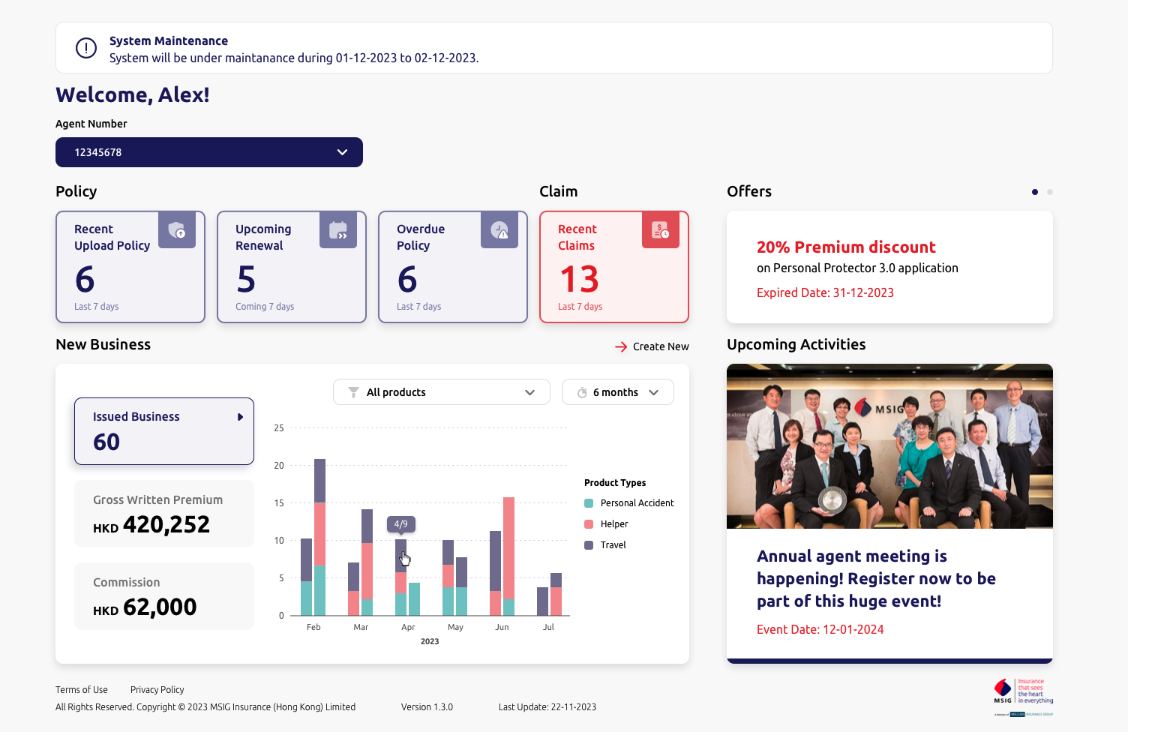 System Maintenance
System will be under maintanance during 01-12-2023 to 02-12-2023.
Welcome, Alex!
Agent Number
12345678
Policy
Recent
Upload Policy
6
Last 7 days
Upcoming
Renewal
5
Coming 7 days
Overdue
Policy
6
Last 7 days
Claim
Recent
Claims
13
Last 7 days
Offers
20% Premium discount
on Personal Protector 3.0 application
Expired Date: 31-12-2023
New Business
Create New
Issued Business
60
Gross Written Premium
HKD 420,252
Commission
HKD 62,000
All products
6 months
25
20
15
10
5
0
4/9
Feb
Mar
Apr
May
Jun
Jul
2023
Product Types
Personal Accident
Helper
Travel
Upcoming Activities
MSIG
Annual agent meeting is
happening! Register now to be
part of this huge event!
Event Date: 12-01-2024
Terms of Use
Privacy Policy
All Rights Reserved. Copyright © 2023 MSIG Insurance (Hong Kong) Limited
Version 1.3.0
Last Update: 22-11-2023
MSIG
Insurance
that sees
the heart
in everything